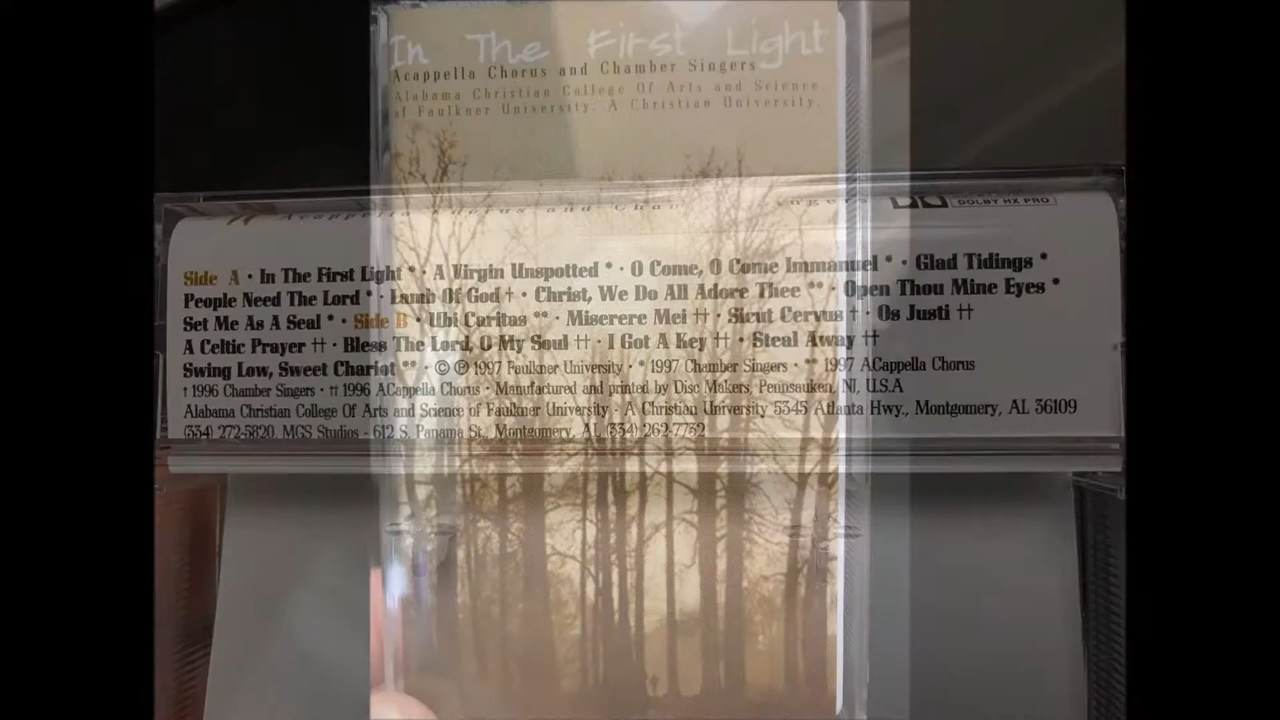 In The First Light
Acappella Chorus and Chamber Singers
Alabama Christian College Of Arts and Science
of Faulkner University. A Christian University.
Acappella Chorus and
DOLBY HX PRO
Side A • In The First Light * • A Virgin Unspotted * • O Come, O Come Immanuel * • Glad Tidings *
People Need The Lord * • Lamb Of God † • Christ, We Do All Adore Thee ** • Open Thou Mine Eyes *
Set Me As A Seal * • Side B • Ubi Caritas ** • Miserere Mei †† • Sicut Cervus † • Os Justi ††
A Celtic Prayer †† • Bless The Lord, O My Soul †† • I Got A Key †† • Steal Away ††
Swing Low, Sweet Chariot ** • © ℗ 1997 Faulkner University • * 1997 Chamber Singers • ** 1997 ACappella Chorus
† 1996 Chamber Singers • †† 1996 ACappella Chorus • Manufactured and printed by Disc Makers, Pennsauken, NJ, U.S.A
Alabama Christian College Of Arts and Science of Faulkner University - A Christian University 5345 Atlanta Hwy., Montgomery, AL 36109
(334) 272-5820. MGS Studios - 612 S. Panama St., Montgomery, AL (334) 262-7732